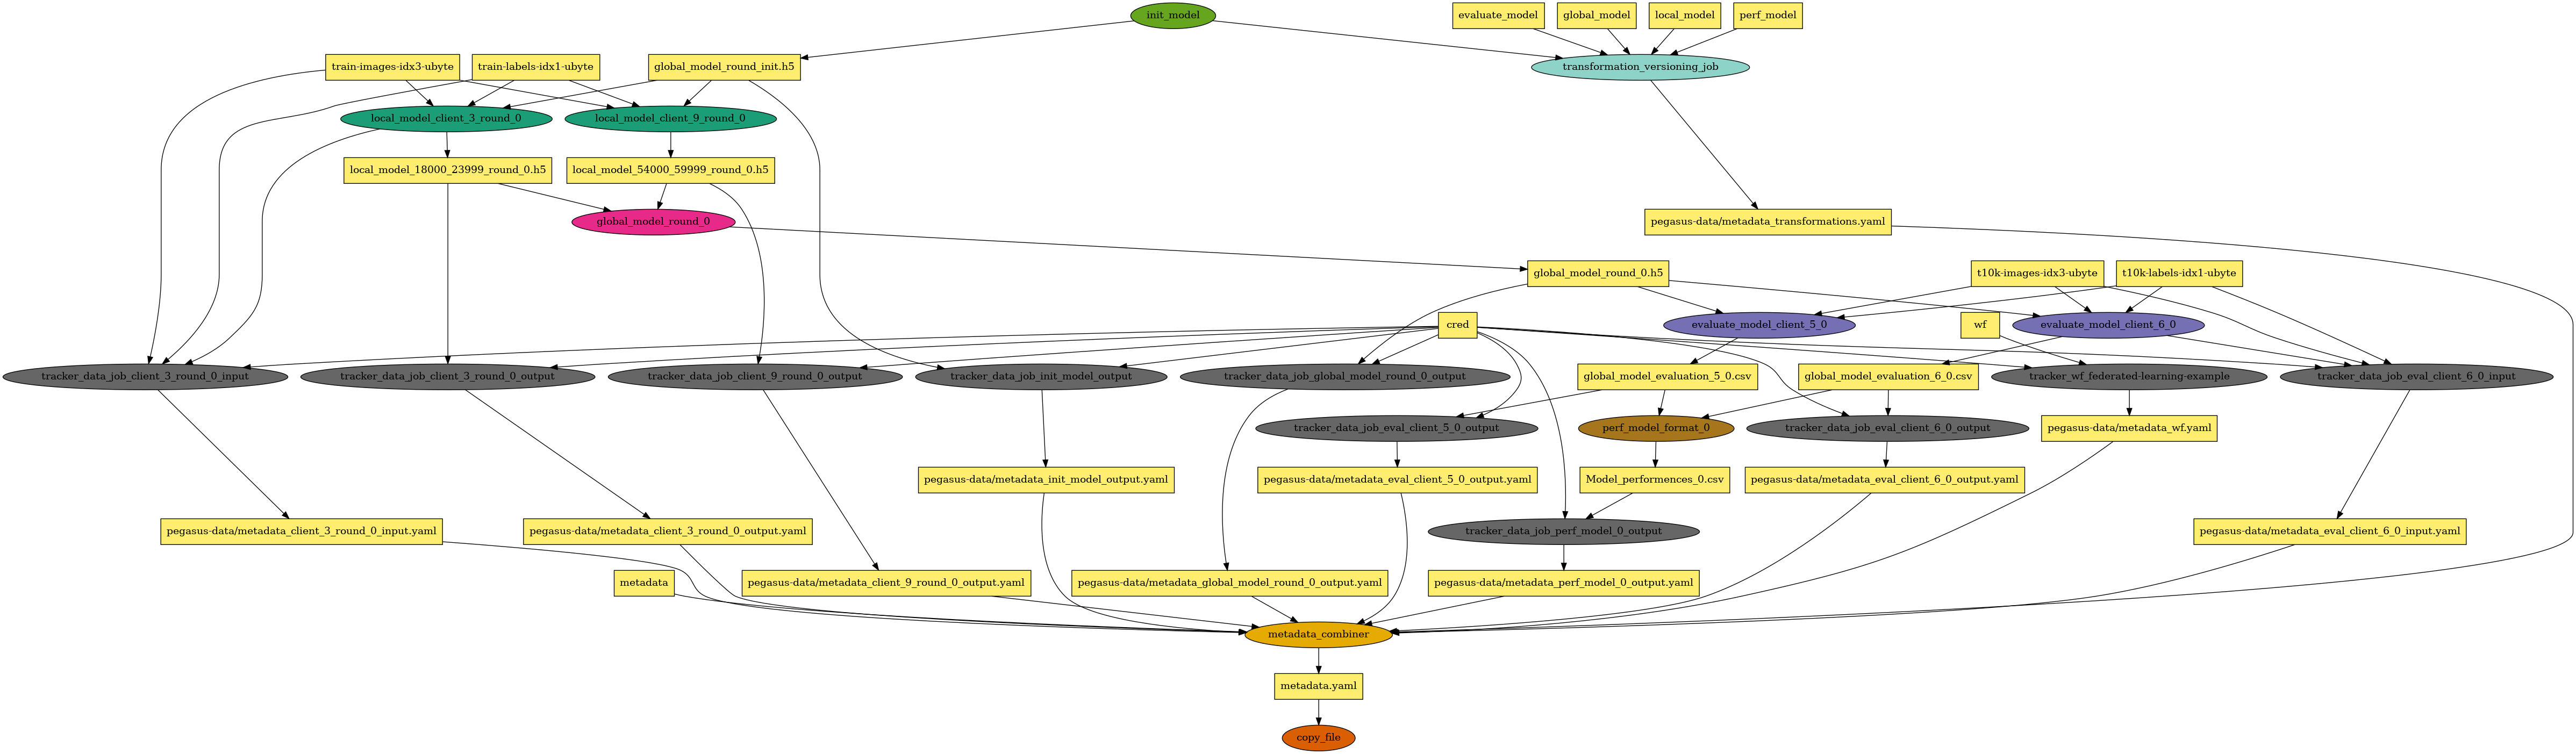 init_model
evaluate_model
global_model
local_model
perf_model
train-images-idx3-ubyte
train-labels-idx1-ubyte
global_model_round_init.h5
transformation_versioning_job
local_model_client_3_round_0
local_model_client_9_round_0
local_model_18000_23999_round_0.h5
local_model_54000_59999_round_0.h5
global_model_round_0
pegasus-data/metadata_transformations.yaml
global_model_round_0.h5
t10k-images-idx3-ubyte
t10k-labels-idx1-ubyte
cred
evaluate_model_client_5_0
wf
evaluate_model_client_6_0
tracker_data_job_client_3_round_0_input
tracker_data_job_client_3_round_0_output
tracker_data_job_client_9_round_0_output
tracker_data_job_init_model_output
tracker_data_job_global_model_round_0_output
global_model_evaluation_5_0.csv
global_model_evaluation_6_0.csv
tracker_wf_federated-learning-example
tracker_data_job_eval_client_6_0_input
tracker_data_job_eval_client_5_0_output
perf_model_format_0
tracker_data_job_eval_client_6_0_output
pegasus-data/metadata_wf.yaml
pegasus-data/metadata_init_model_output.yaml
pegasus-data/metadata_eval_client_5_0_output.yaml
Model_performences_0.csv
pegasus-data/metadata_eval_client_6_0_output.yaml
pegasus-data/metadata_client_3_round_0_input.yaml
pegasus-data/metadata_client_3_round_0_output.yaml
tracker_data_job_perf_model_0_output
pegasus-data/metadata_eval_client_6_0_input.yaml
metadata
pegasus-data/metadata_client_9_round_0_output.yaml
pegasus-data/metadata_global_model_round_0_output.yaml
pegasus-data/metadata_perf_model_0_output.yaml
metadata_combiner
metadata.yaml
copy_file